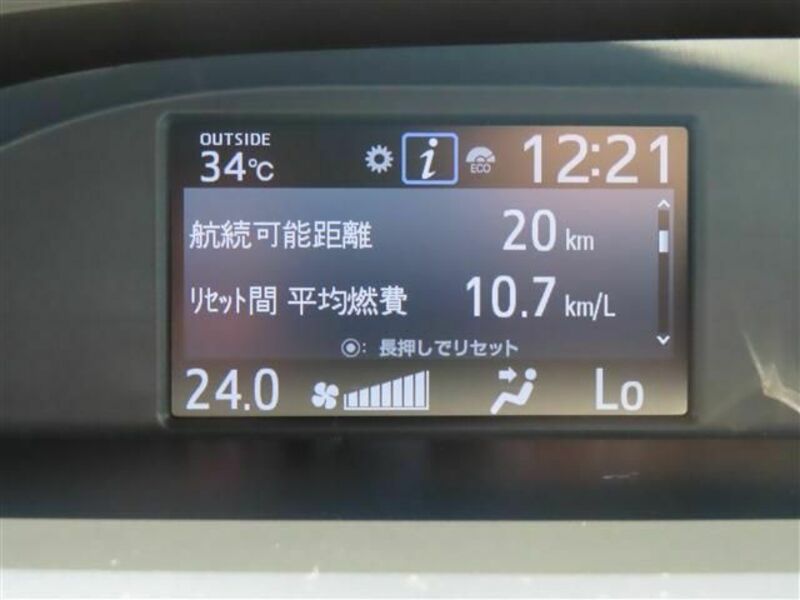 OUTSIDE
34℃
i
ECO
12:21
航続可能距離 20 km
ﾘｾｯﾄ間 平均燃費 10.7 km/L
◉: 長押しでリセット
24.0 Lo